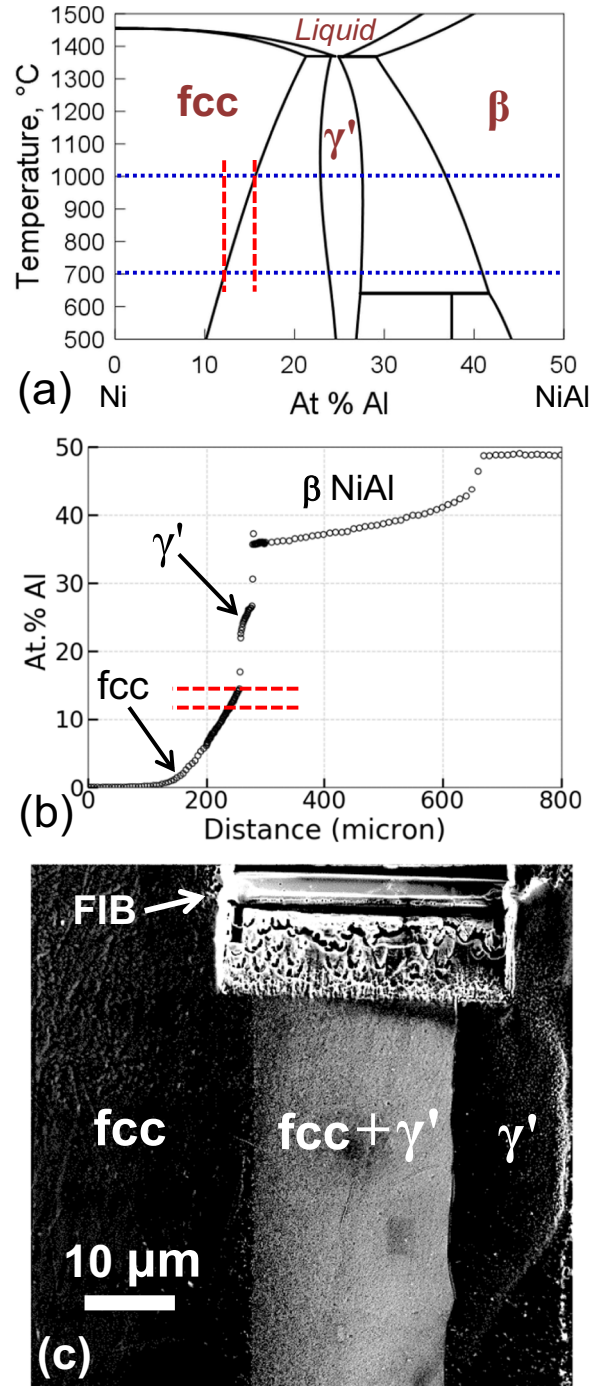 1500
1400
1300
1200
1100
1000
900
800
700
600
500
Temperature, °C
Liquid
fcc
γ'
β
0
10
20
30
40
50
(a)
Ni
At % Al
NiAl
50
40
30
20
10
0
At.% Al
β NiAl
γ'
fcc
0
200
400
600
800
(b)
Distance (micron)
FIB
fcc
fcc+γ'
γ'
10 μm
(c)